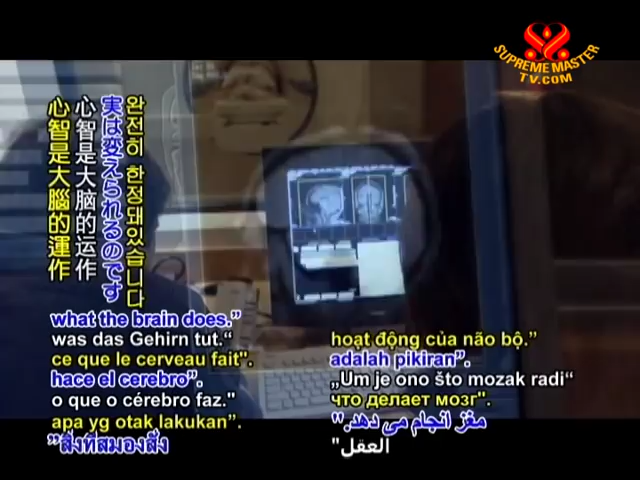 SUPREME MASTER
TV.COM
완전히 한정돼있습니다
実は変えられるのです
心智是大脑的运作
心智是大腦的運作
what the brain does.”
was das Gehirn tut.“
ce que le cerveau fait".
hace el cerebro”.
o que o cérebro faz."
apa yg otak lakukan”.
”สิ่งที่สมองสั่ง
hoạt động của não bộ.”
adalah pikiran”.
„Um je ono što mozak radi“
что делает мозг".
مغز انجام می دهد."
العقل"